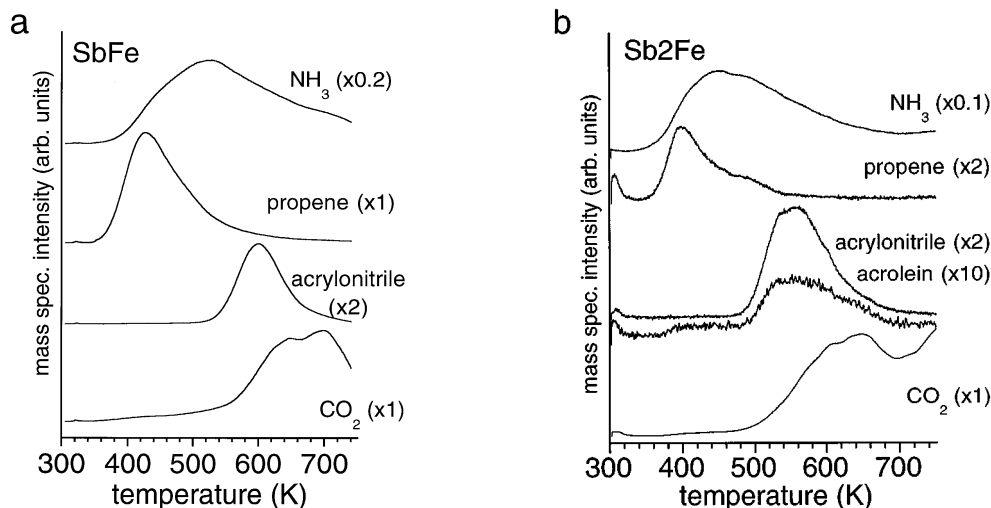 a
SbFe
NH3 (x0.2)
propene (x1)
acrylonitrile
(x2)
CO2 (x1)
mass spec. intensity (arb. units)
300 400 500 600 700
temperature (K)
b
Sb2Fe
NH3 (x0.1)
propene (x2)
acrylonitrile (x2)
acrolein (x10)
CO2 (x1)
mass spec. intensity (arb. units)
300 400 500 600 700
temperature (K)